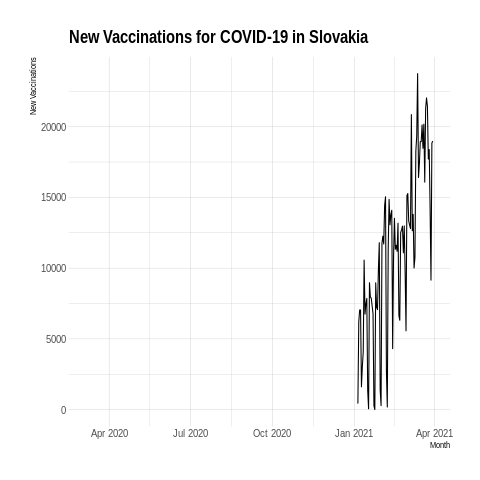 New Vaccinations for COVID-19 in Slovakia
New Vaccinations
20000
15000
10000
5000
0
Apr 2020
Jul 2020
Oct 2020
Jan 2021
Apr 2021
Month